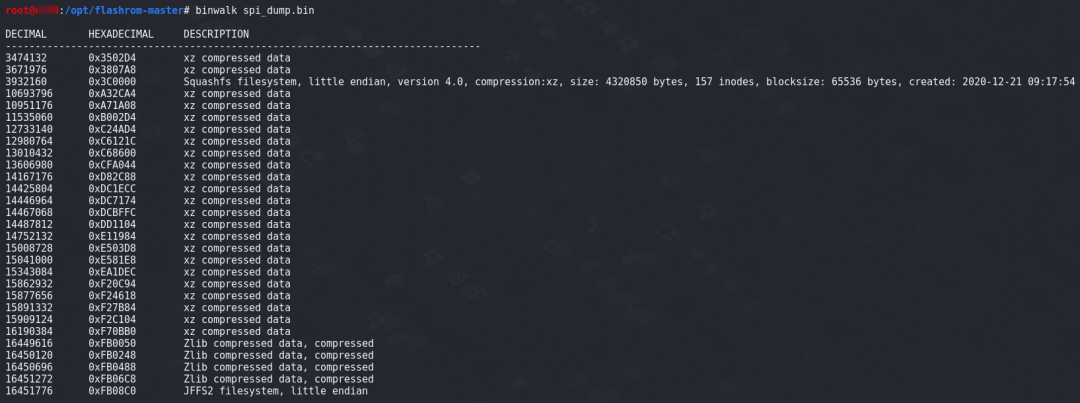 root@:/opt/flashrom-master# binwalk spi_dump.bin
DECIMAL HEXADECIMAL DESCRIPTION
--------------------------------------------------------------------------------
3474132 0x3502D4 xz compressed data
3671976 0x3807A8 xz compressed data
3932160 0x3C0000 Squashfs filesystem, little endian, version 4.0, compression:xz, size: 4320850 bytes, 157 inodes, blocksize: 65536 bytes, created: 2020-12-21 09:17:54
10693796 0xA32CA4 xz compressed data
10951176 0xA71A08 xz compressed data
11535060 0xB002D4 xz compressed data
12733140 0xC24AD4 xz compressed data
12980764 0xC6121C xz compressed data
13010432 0xC68600 xz compressed data
13606980 0xCFA044 xz compressed data
14167176 0xD82C88 xz compressed data
14425804 0xDC1ECC xz compressed data
14446964 0xDC7174 xz compressed data
14467068 0xDCBFFC xz compressed data
14487812 0xDD1104 xz compressed data
14752132 0xE11984 xz compressed data
15008728 0xE503D8 xz compressed data
15041000 0xE581E8 xz compressed data
15343084 0xEA1DEC xz compressed data
15862932 0xF20C94 xz compressed data
15877656 0xF24618 xz compressed data
15891332 0xF27B84 xz compressed data
15909124 0xF2C104 xz compressed data
16190384 0xF70BB0 xz compressed data
16449616 0xFB0050 Zlib compressed data, compressed
16450120 0xFB0248 Zlib compressed data, compressed
16450696 0xFB0488 Zlib compressed data, compressed
16451272 0xFB06C8 Zlib compressed data, compressed
16451776 0xFB08C0 JFFS2 filesystem, little endian